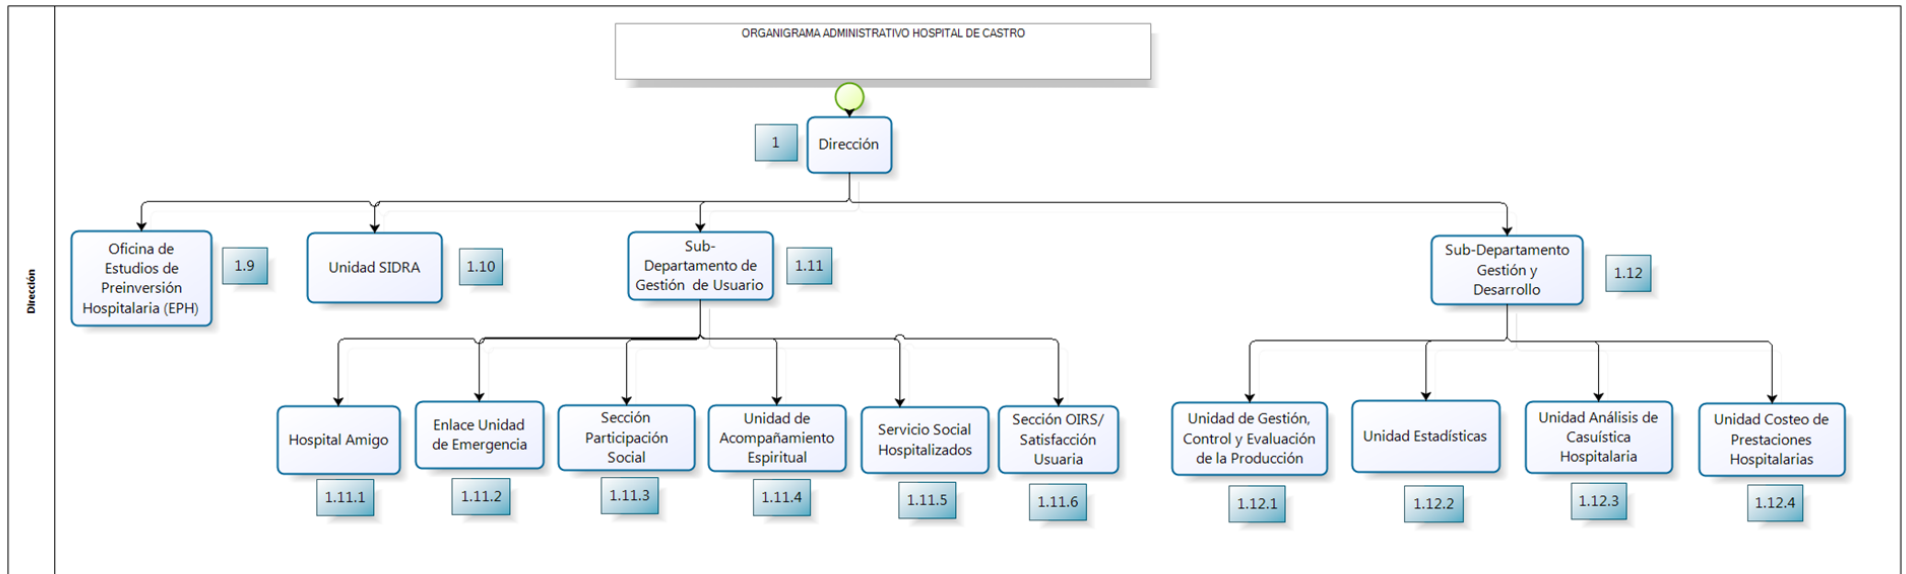 ORGANIGRAMA ADMINISTRATIVO HOSPITAL DE CASTRO
Dirección
1
Dirección
Oficina de
Estudios de
Preinversión
Hospitalaria (EPH)
1.9
Unidad SIDRA
1.10
Sub-
Departamento de
Gestión de Usuario
1.11
Sub-Departamento
Gestión y
Desarrollo
1.12
Hospital Amigo
1.11.1
Enlace Unidad
de Emergencia
1.11.2
Sección
Participación
Social
1.11.3
Unidad de
Acompañamiento
Espiritual
1.11.4
Servicio Social
Hospitalizados
1.11.5
Sección OIRS/
Satisfacción
Usuaria
1.11.6
Unidad de Gestión,
Control y Evaluación
de la Producción
1.12.1
Unidad Estadísticas
1.12.2
Unidad Análisis de
Casuística
Hospitalaria
1.12.3
Unidad Costeo de
Prestaciones
Hospitalarias
1.12.4